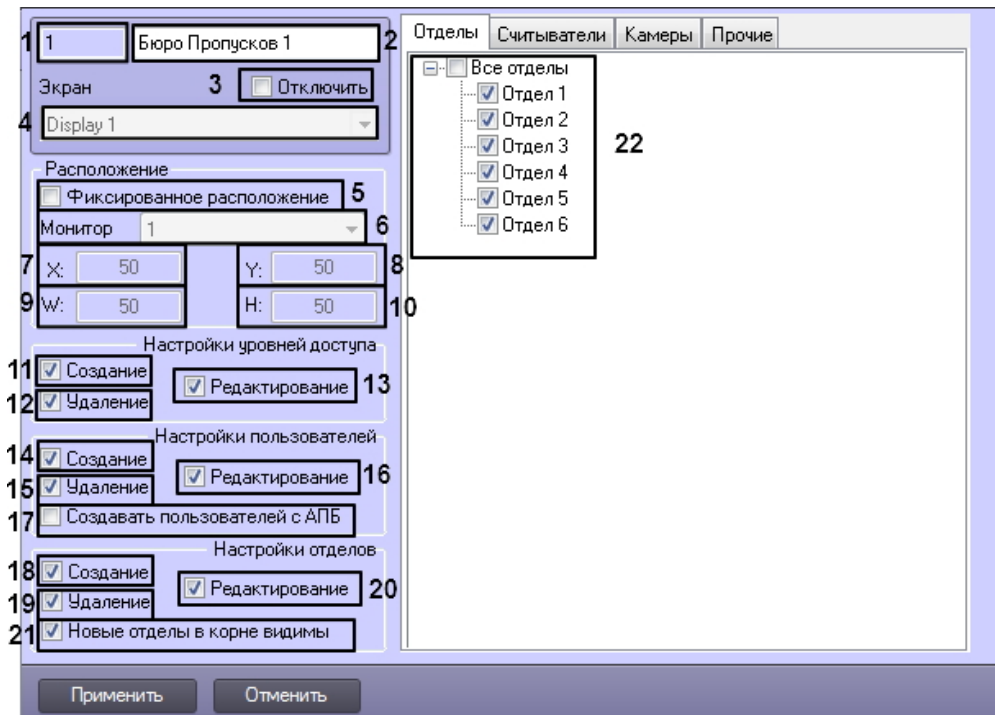 1 1 Бюро Пропусков 1 2
Экран 3 Отключить
4 Display 1
Расположение
Фиксированное расположение 5
Монитор 1 6
7 X: 50 Y: 50 8
9 W: 50 H: 50 10
Настройки уровней доступа
11 Создание
Редактирование 13
12 Удаление
Настройки пользователей
14 Создание
Редактирование 16
15 Удаление
17 Создавать пользователей с АПБ
Настройки отделов
18 Создание
Редактирование 20
19 Удаление
21 Новые отделы в корне видимы
Отделы Считыватели Камеры Прочие
Все отделы
Отдел 1
Отдел 2
Отдел 3 22
Отдел 4
Отдел 5
Отдел 6
Применить Отменить